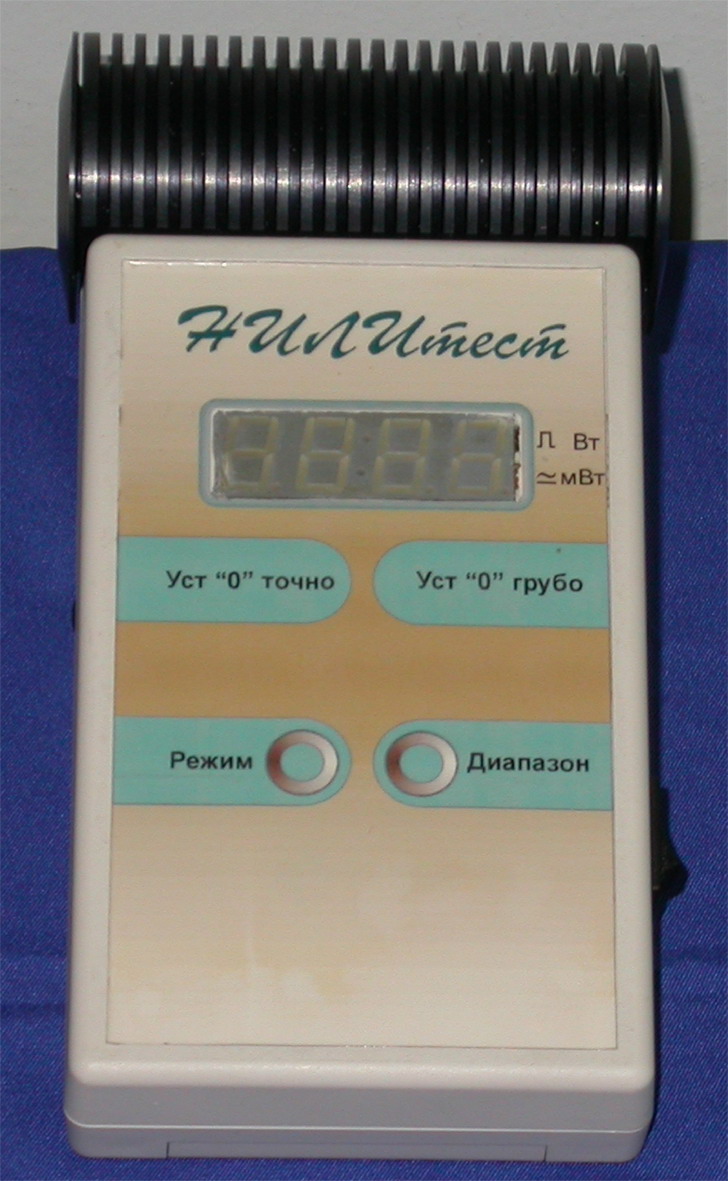 НИЛИтест
⎍ Вт
≃мВт
Уст “0” точно
Уст “0” грубо
Режим
Диапазон